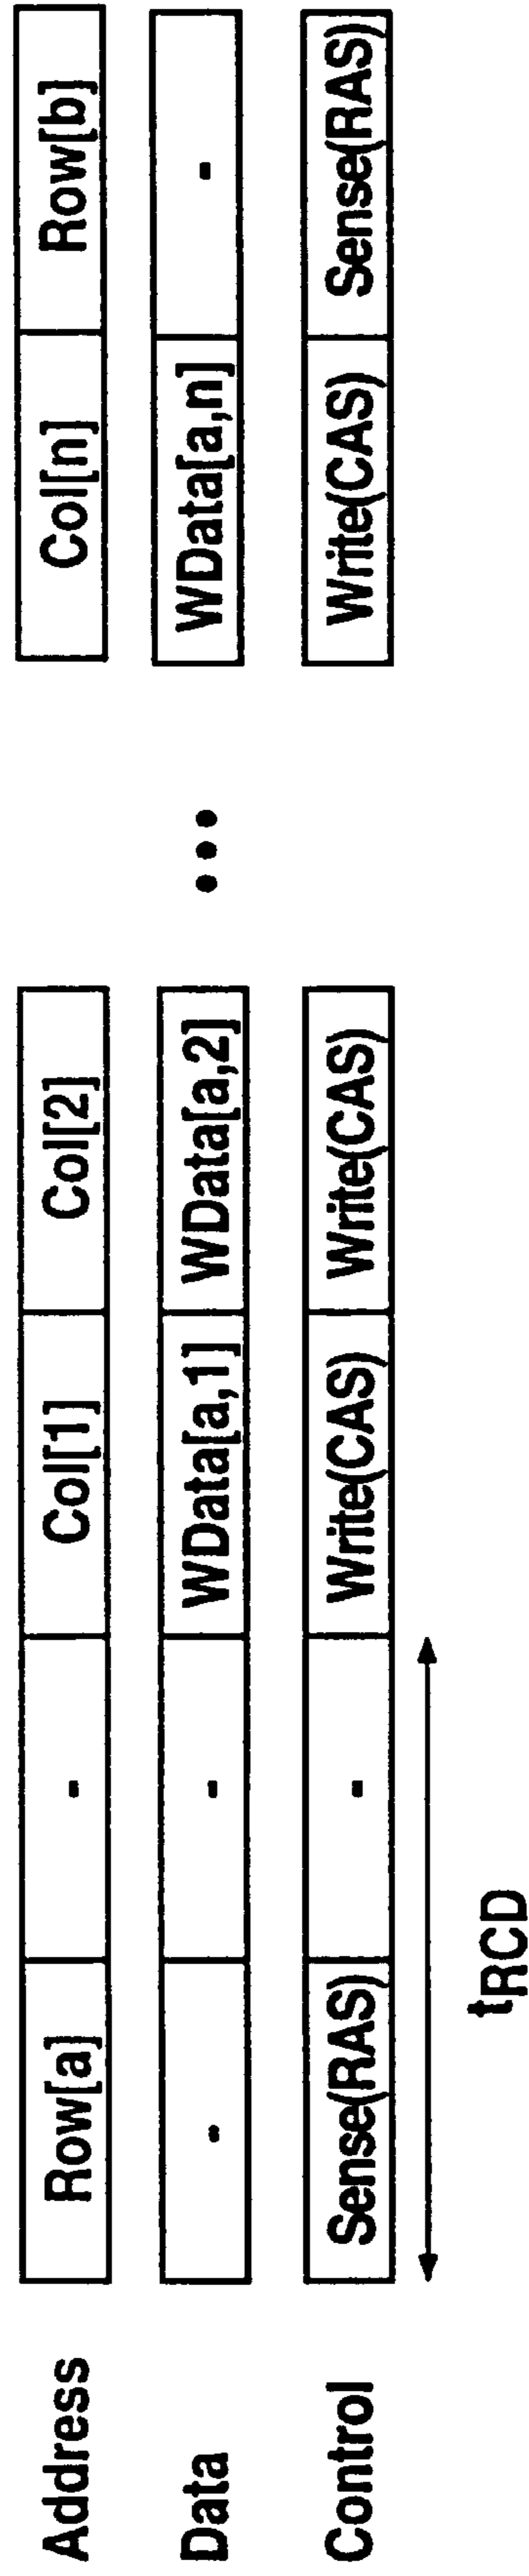 Address Row[a] - Col[1] Col[2] Col[n] Row[b]
Data - - WData[a,1] WData[a,2] ••• WData[a,n] -
Control Sense(RAS) - Write(CAS) Write(CAS) Write(CAS) Sense(RAS)
tRCD